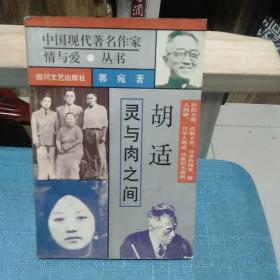 中国现代著名作家
情与爱·丛书
四川文艺出版社
郭宛著
胡适
灵与肉之间